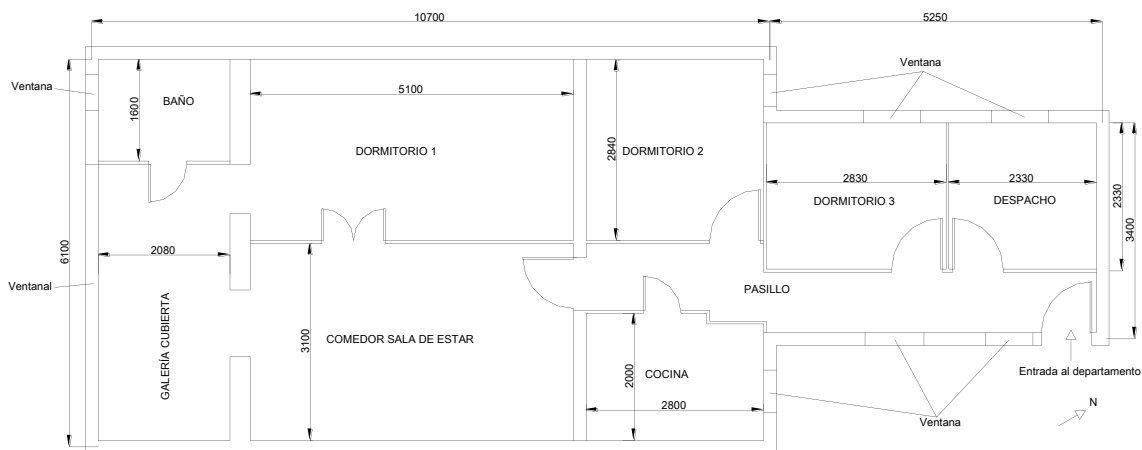 10700
5250
Ventana
Ventana
BAÑO
1600
5100
DORMITORIO 1
2840
DORMITORIO 2
2830
2330
DORMITORIO 3
DESPACHO
2330
3400
6100
2080
Ventanal
PASILLO
GALERÍA CUBIERTA
3100
COMEDOR SALA DE ESTAR
2000
COCINA
2800
Entrada al departamento
N
Ventana